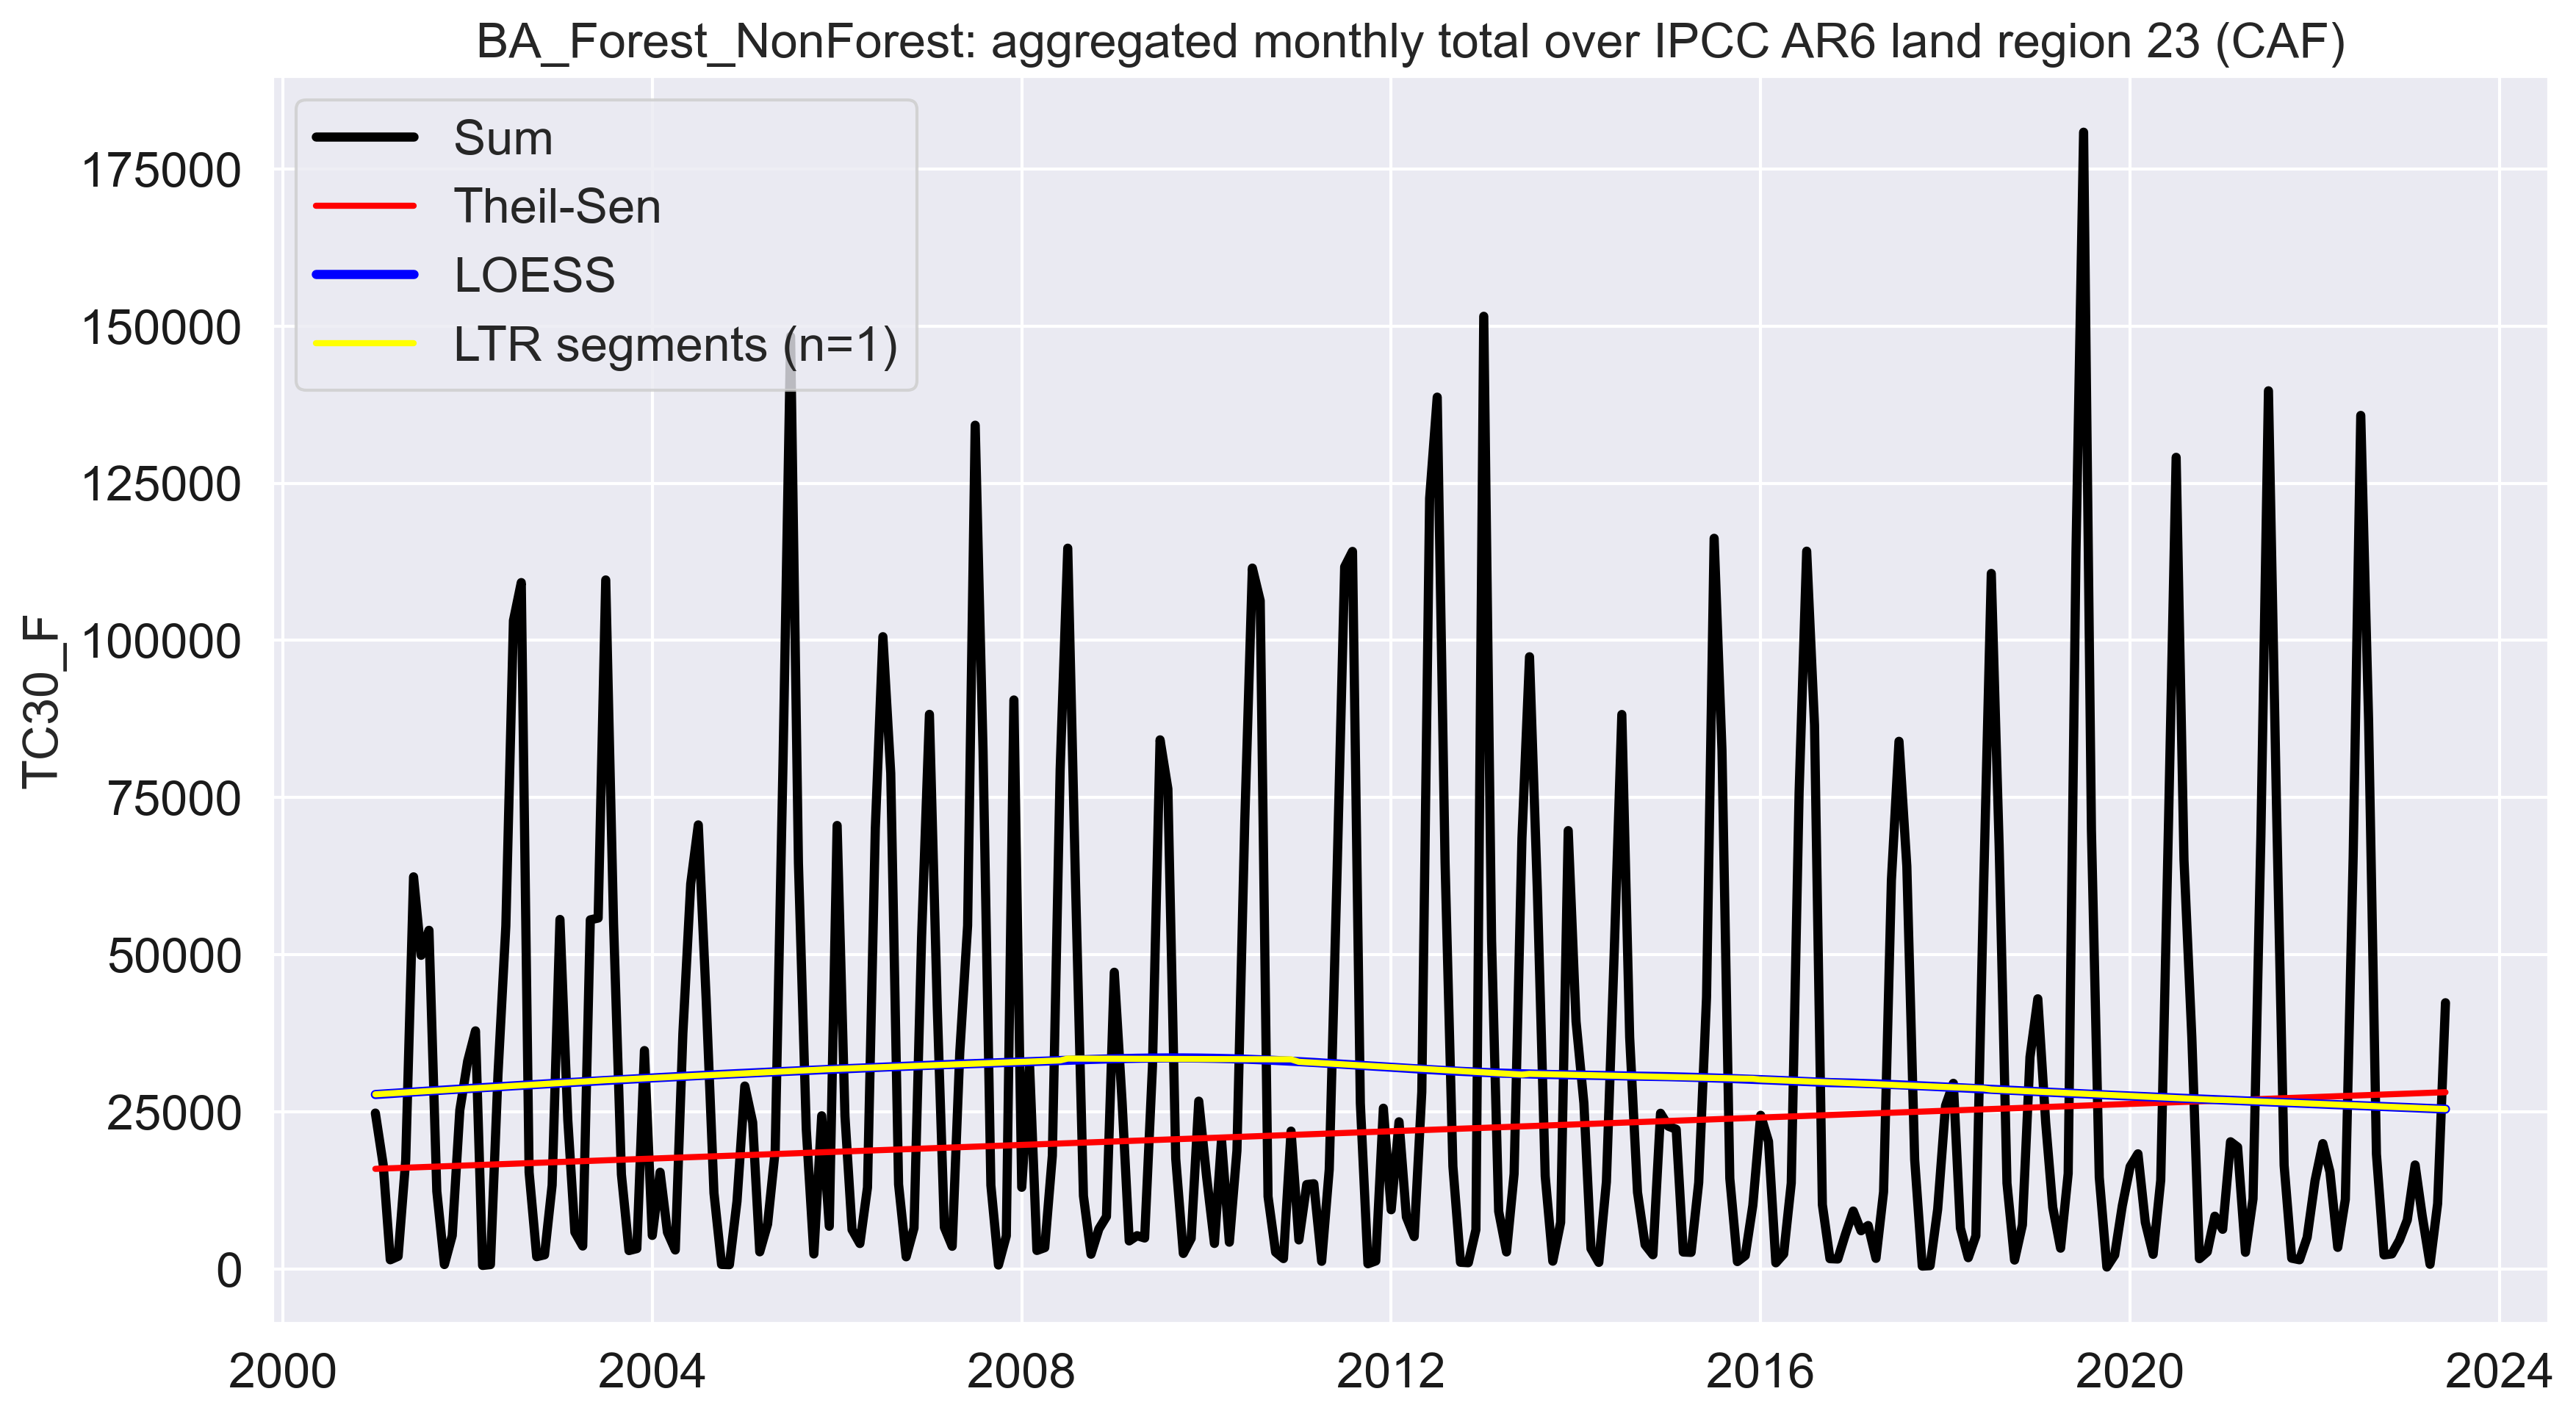 BA_Forest_NonForest: aggregated monthly total over IPCC AR6 land region 23 (CAF)
Sum
Theil-Sen
LOESS
LTR segments (n=1)
TC30_F
175000
150000
125000
100000
75000
50000
25000
0
2000
2004
2008
2012
2016
2020
2024